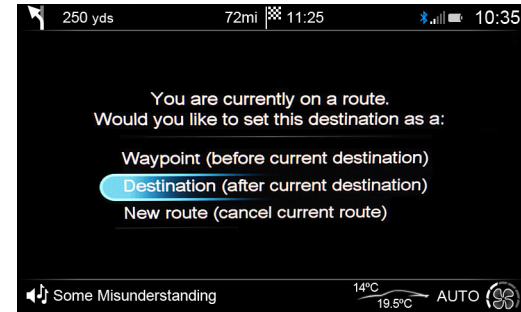 250 yds 72mi 11:25 10:35
You are currently on a route.
Would you like to set this destination as a:
Waypoint (before current destination)
Destination (after current destination)
New route (cancel current route)
Some Misunderstanding 14ºC 19.5ºC AUTO